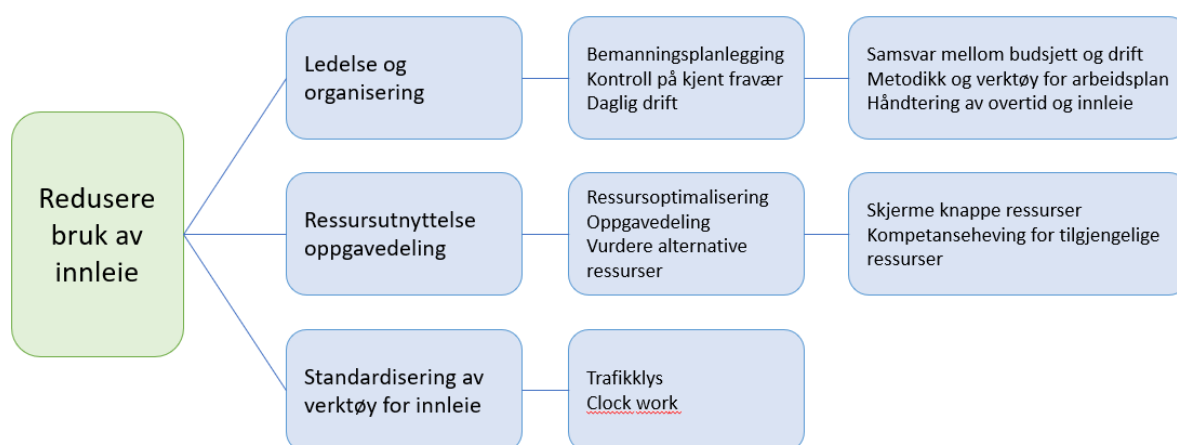 Redusere
bruk av
innleie
Ledelse og
organisering
Bemanningsplanlegging
Kontroll på kjent fravær
Daglig drift
Samsvar mellom budsjett og drift
Metodikk og verktøy for arbeidsplan
Håndtering av overtid og innleie
Ressursutnyttelse
oppgavedeling
Ressursoptimalisering
Oppgavedeling
Vurdere alternative
ressurser
Skjerme knappe ressurser
Kompetanseheving for tilgjengelige
ressurser
Standardisering av
verktøy for innleie
Trafikklys
Clock work